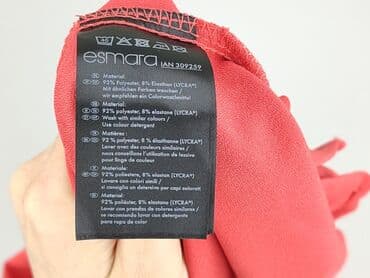 esmara IAN 309259
Material:
92% Polyester, 8% Elasthan (LYCRA®)
Mit ähnlichen Farben waschen /
wir empfehlen ein Colorwaschmittel
Material:
92% polyester, 8% elastane (LYCRA®)
Wash with similar colours /
Use colour detergent
Matières:
92 % polyester, 8 % élasthanne (LYCRA®)
Laver avec des couleurs similaires /
nous conseillons l'utilisation de lessive
pour linge de couleur
Materiale:
92% poliestere, 8% elastan (LYCRA®)
Lavare con colori simili /
si consiglia un detersivo per capi colorati
Material:
92% poliéster, 8% elastano (LYCRA®)
Lavar con prendas de colores similares /
se recomienda lavar con detergente
para ropa de color